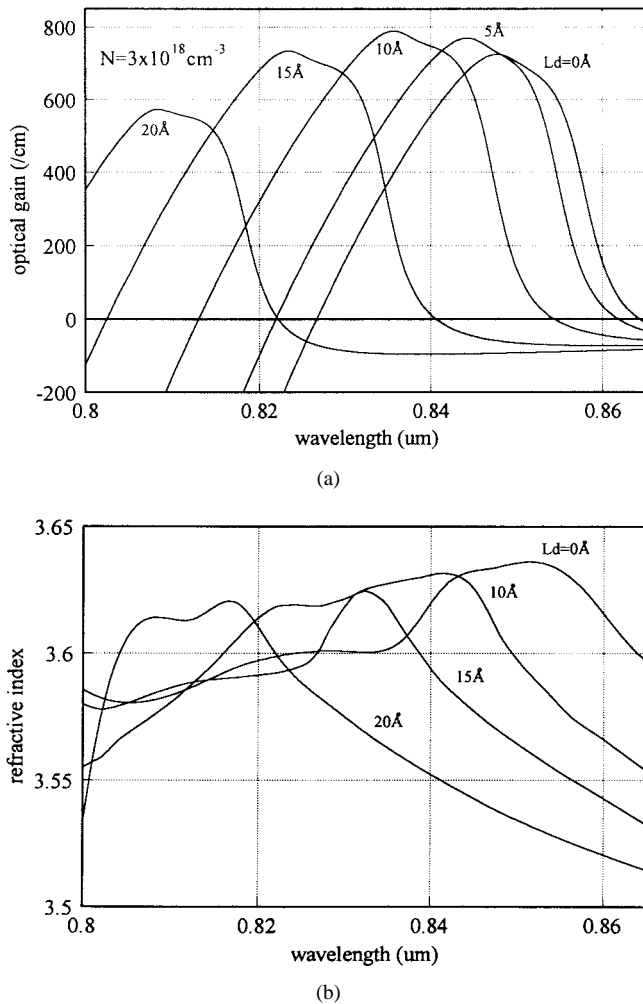 800
600
400
200
0
-200
optical gain (/cm)
N=3x10^18 cm^-3
20Å
15Å
10Å
5Å
Ld=0Å
0.8
0.82
0.84
0.86
wavelength (um)
(a)
3.65
3.6
3.55
3.5
refractive index
Ld=0Å
10Å
15Å
20Å
0.8
0.82
0.84
0.86
wavelength (um)
(b)